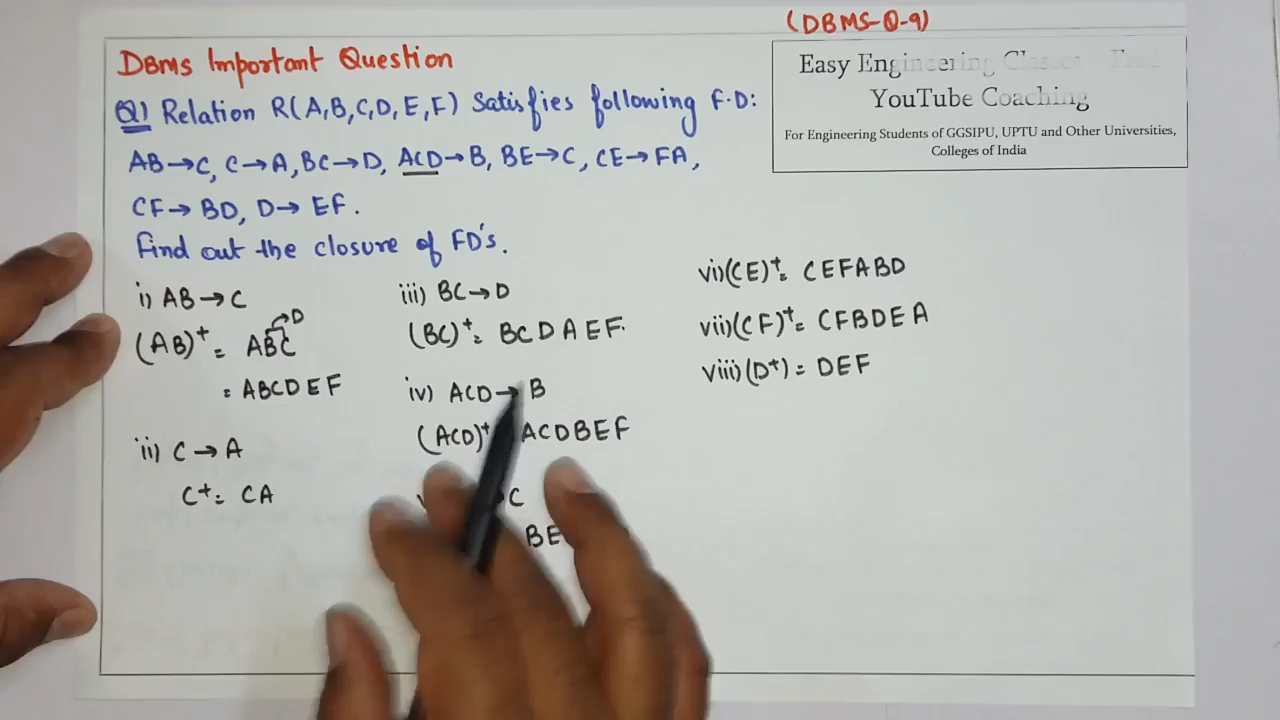 (DBMS-Q-9)
DBMS Important Question
Easy Engineering Classes - Free
YouTube Coaching
For Engineering Students of GGSIPU, UPTU and Other Universities,
Colleges of India
Q1 Relation R(A,B,C,D,E,F) Satisfies following F.D:
AB→C, C→A, BC→D, ACD→B, BE→C, CE→FA,
CF→BD, D→EF.
Find out the closure of FD's.
i) AB→C
(AB)+ = ABC
D
= ABCDEF
ii) C→A
C+= CA
iii) BC→D
(BC)+= BCDAEF.
iv) ACD→B
(ACD)+ ACDBEF
C
BE
vi)(CE)+= CEFABD
vii)(CF)+= CFBDEA
viii)(D+)= DEF